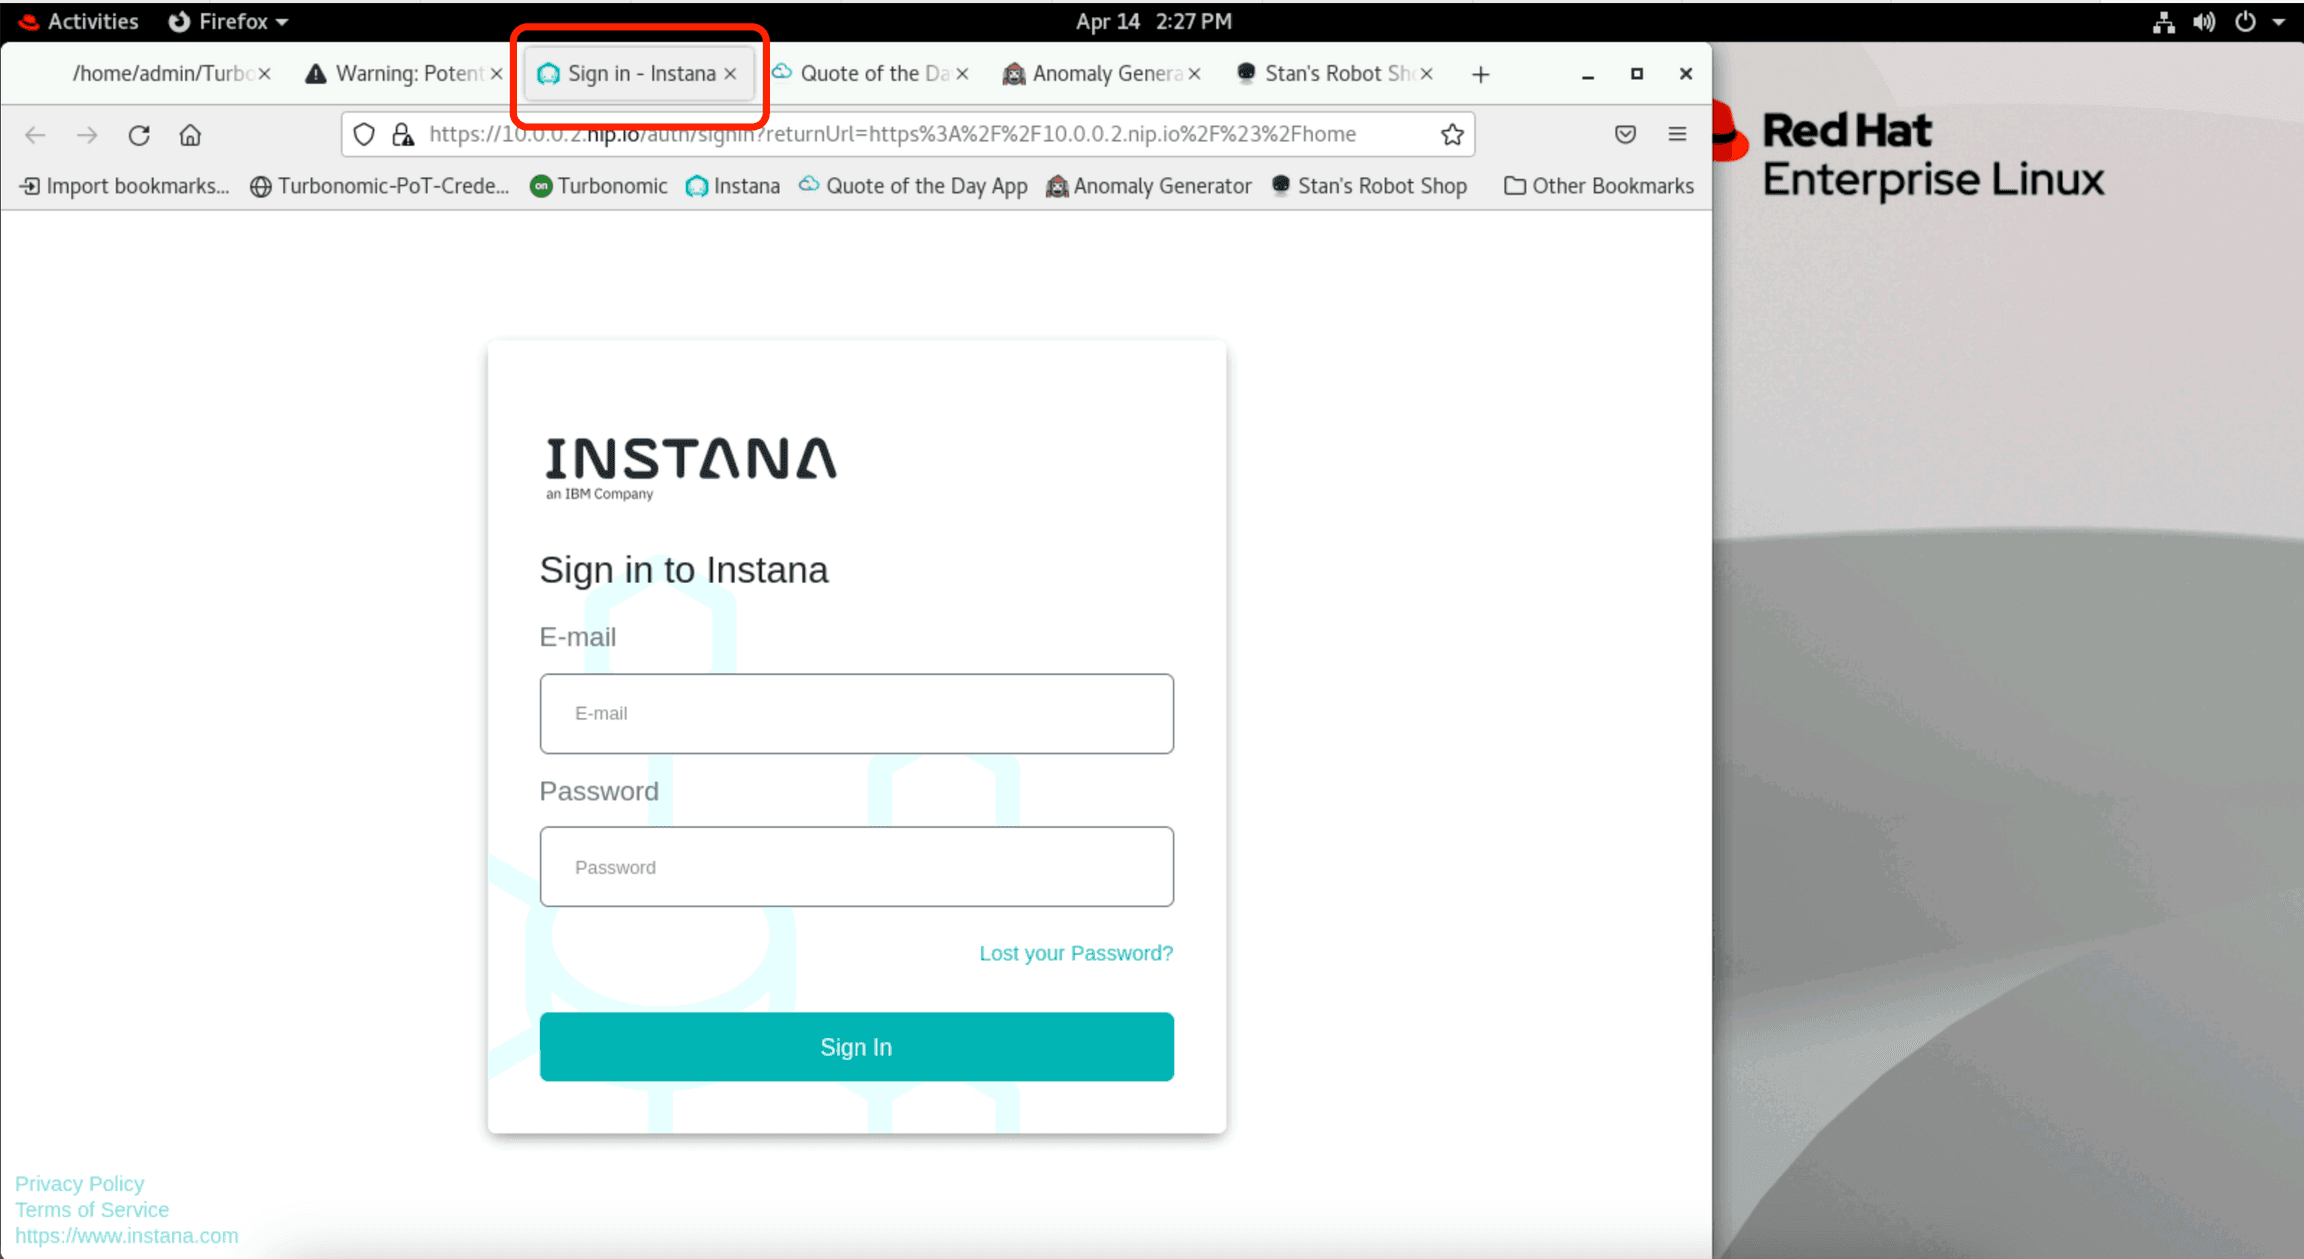 Activities Firefox Apr 14 2:27 PM
/home/admin/Turbo Warning: Potent Sign in - Instana Quote of the Da Anomaly Genera Stan's Robot Sho
https://10.0.0.2.nip.io/auth/signin?returnUrl=https%3A%2F%2F10.0.0.2.nip.io%2F%23%2Fhome
Import bookmarks... Turbonomic-PoT-Crede... on Turbonomic Instana Quote of the Day App Anomaly Generator Stan's Robot Shop Other Bookmarks
Red Hat
Enterprise Linux
INSTANA
an IBM Company
Sign in to Instana
E-mail
E-mail
Password
Password
Lost your Password?
Sign In
Privacy Policy
Terms of Service
https://www.instana.com